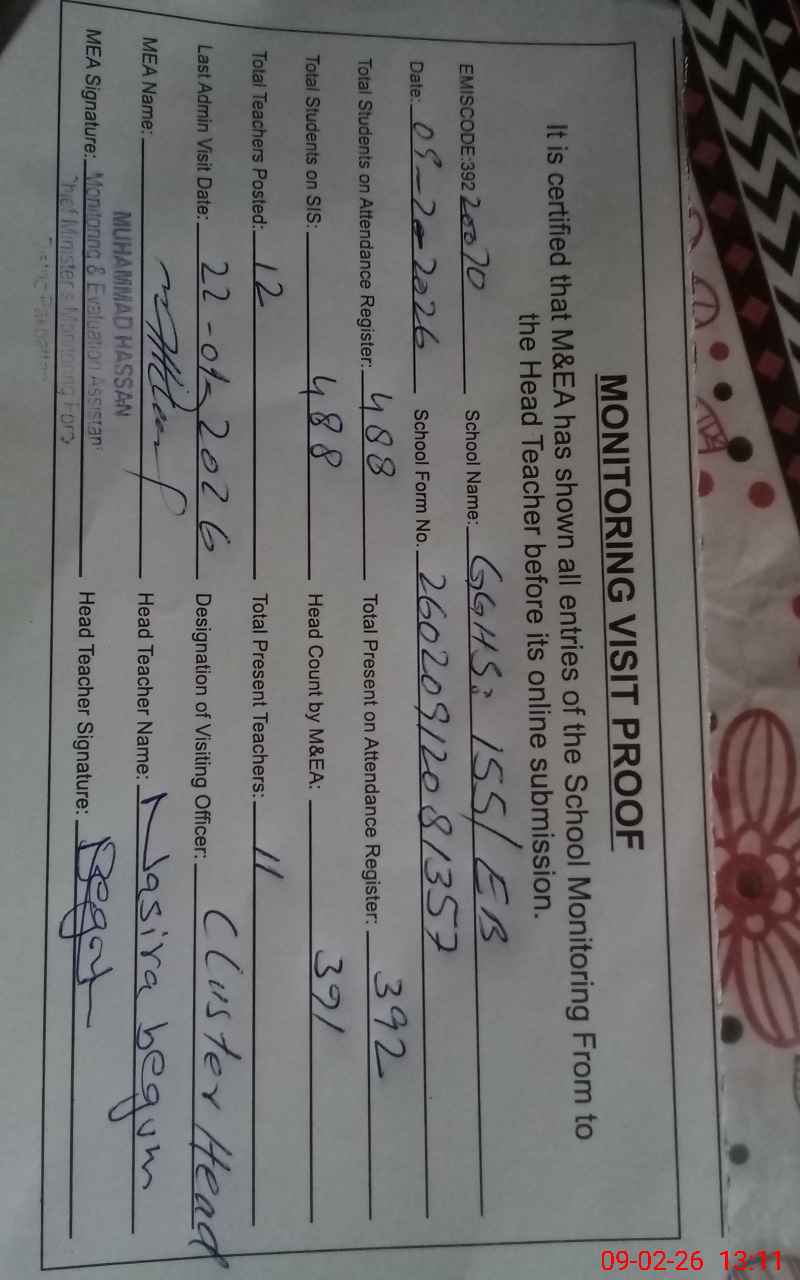 MONITORING VISIT PROOF
It is certified that M&EA has shown all entries of the School Monitoring From to
the Head Teacher before its online submission.
EMISCODE:392 20070 School Name: GGHS: 155/EB
Date: 09-2-2026 School Form No. 26020912081357
Total Students on Attendance Register: 488 Total Present on Attendance Register: 392
Total Students on SIS: 488 Head Count by M&EA: 391
Total Teachers Posted: 12 Total Present Teachers: 11
Last Admin Visit Date: 22-01-2026 Designation of Visiting Officer: Cluster Head
MEA Name: Head Teacher Name: Nasira begum
MUHAMMAD HASSAN
MEA Signature: Monitoring & Evaluation Assistant Head Teacher Signature:
Chief Minister's Monitoring Force
09-02-26 13:11